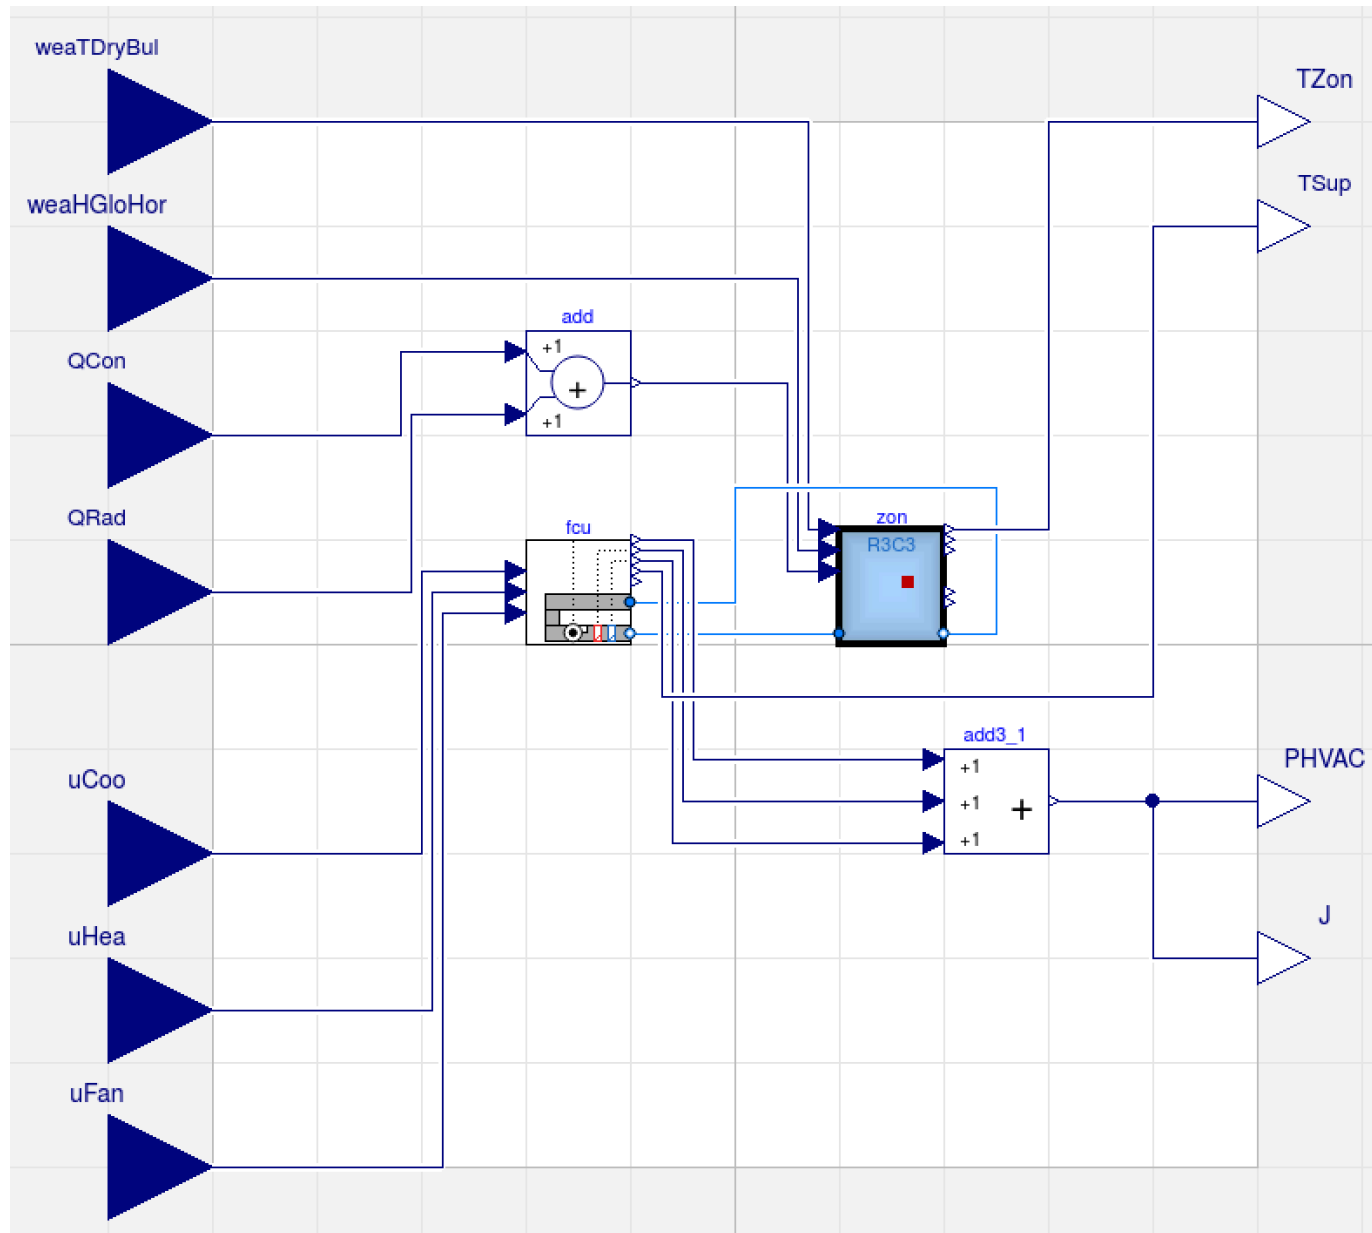 weaTDryBul
TZon
TSup
weaHGloHor
add
+1
+
+1
QCon
QRad
fcu
zon
R3C3
add3_1
+1
+1
+
+1
PHVAC
uCoo
J
uHea
uFan